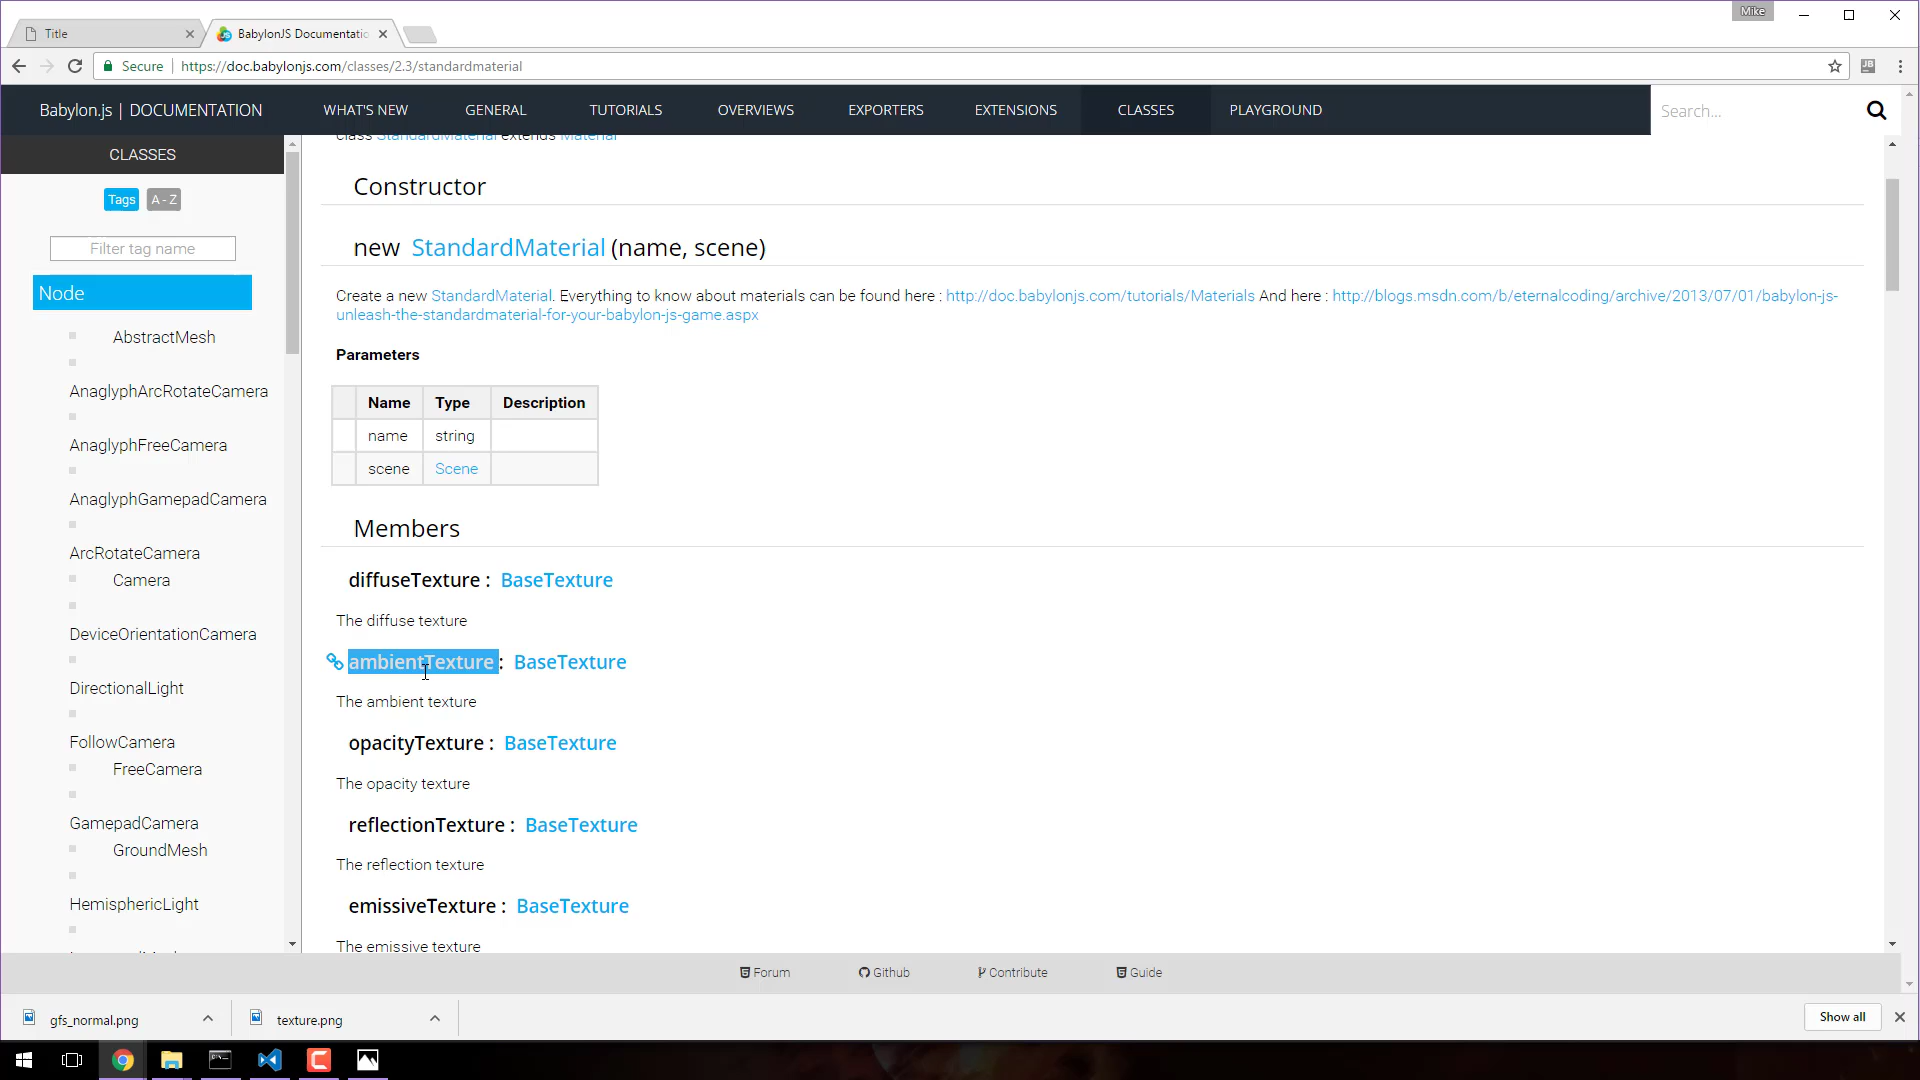 Mike
Title
BabylonJS Documentatio
Secure
https://doc.babylonjs.com/classes/2.3/standardmaterial
JB
Babylon.js | DOCUMENTATION
WHAT'S NEW
GENERAL
TUTORIALS
OVERVIEWS
EXPORTERS
EXTENSIONS
CLASSES
PLAYGROUND
Search...
CLASSES
Tags
A - Z
Filter tag name
Node
AbstractMesh
AnaglyphArcRotateCamera
AnaglyphFreeCamera
AnaglyphGamepadCamera
ArcRotateCamera
Camera
DeviceOrientationCamera
DirectionalLight
FollowCamera
FreeCamera
GamepadCamera
GroundMesh
HemisphericLight
class StandardMaterial extends Material
Constructor
new StandardMaterial (name, scene)
Create a new StandardMaterial. Everything to know about materials can be found here : http://doc.babylonjs.com/tutorials/Materials And here : http://blogs.msdn.com/b/eternalcoding/archive/2013/07/01/babylon-js-
unleash-the-standardmaterial-for-your-babylon-js-game.aspx
Parameters
Name Type Description
name string
scene Scene
Members
diffuseTexture : BaseTexture
The diffuse texture
ambientTexture : BaseTexture
The ambient texture
opacityTexture : BaseTexture
The opacity texture
reflectionTexture : BaseTexture
The reflection texture
emissiveTexture : BaseTexture
The emissive texture
Forum
Github
Contribute
Guide
gfs_normal.png
texture.png
Show all